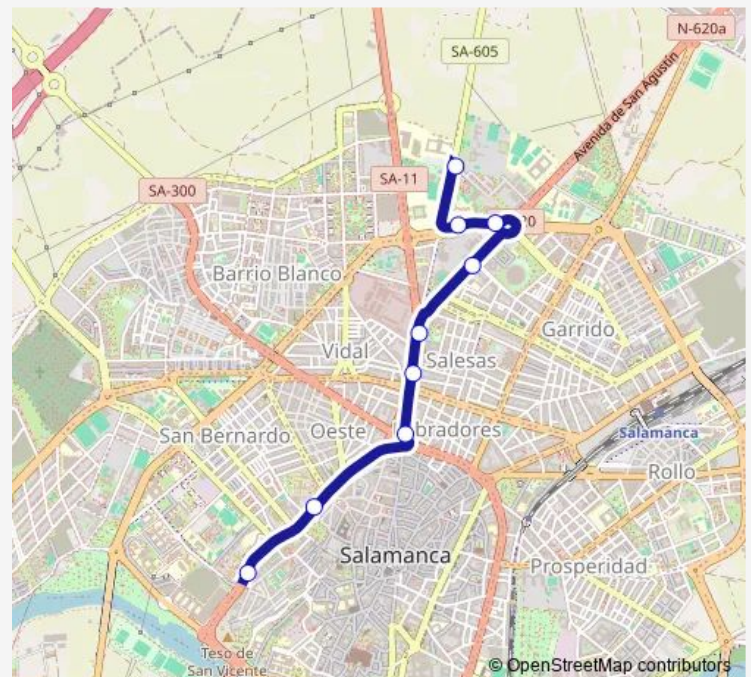 N-620a
SA-605
Avenida de San Agustín
SA-11
SA-300
20
Barrio Blanco
Garrido
Vidal
Salesas
San Bernardo
Oeste
bradores
Salamanca
Rollo
Salamanca
Prosperidad
Teso de
San Vicente
© OpenStreetMap contributors